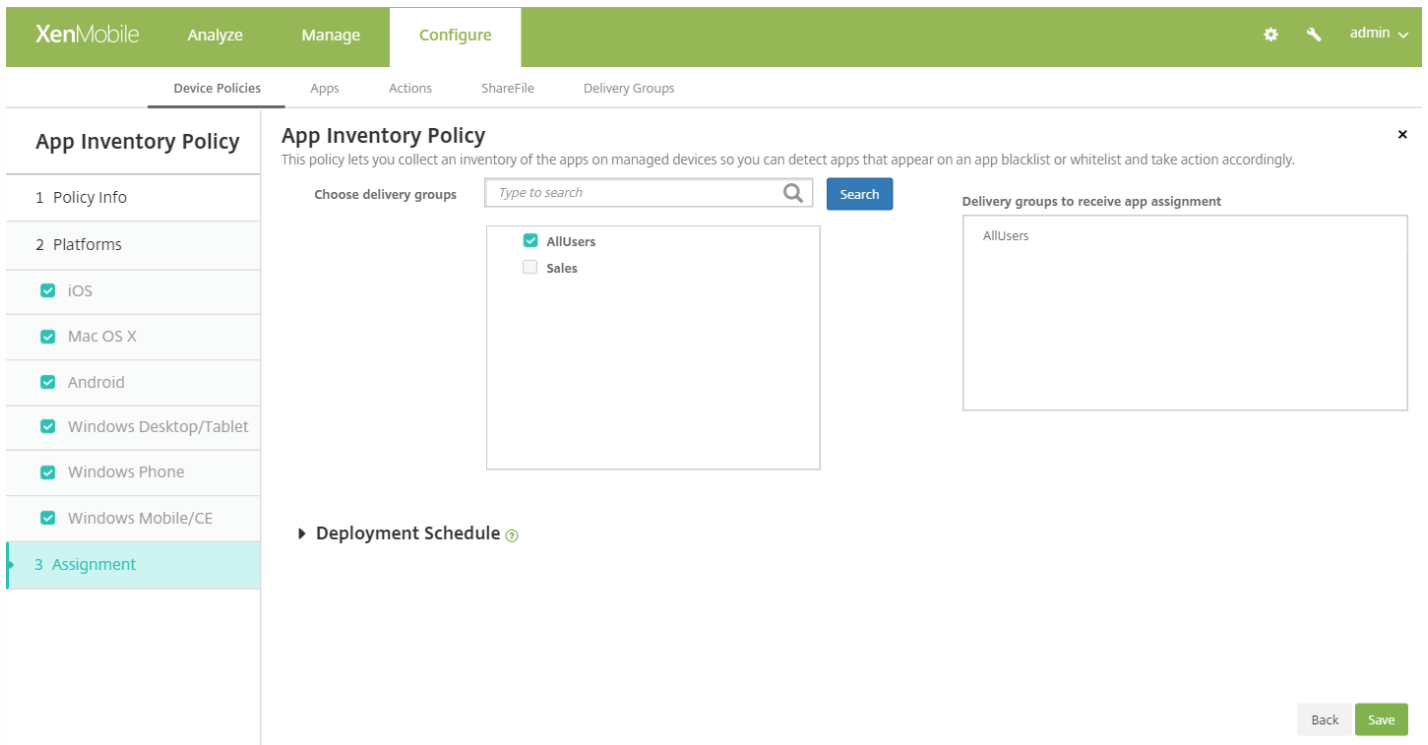 XenMobile Analyze Manage Configure admin
Device Policies Apps Actions ShareFile Delivery Groups
App Inventory Policy
1 Policy Info
2 Platforms
iOS
Mac OS X
Android
Windows Desktop/Tablet
Windows Phone
Windows Mobile/CE
3 Assignment
App Inventory Policy
This policy lets you collect an inventory of the apps on managed devices so you can detect apps that appear on an app blacklist or whitelist and take action accordingly.
Choose delivery groups Type to search Search
AllUsers
Sales
Delivery groups to receive app assignment
AllUsers
Deployment Schedule ?
Back Save